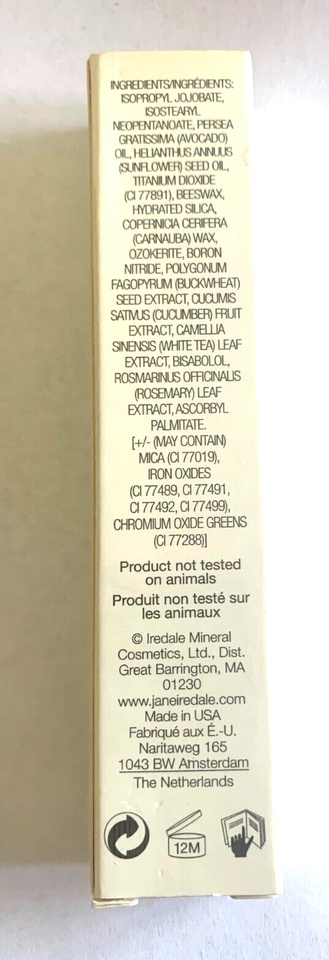 INGREDIENTS/INGRÉDIENTS:
ISOPROPYL JOJOBATE,
ISOSTEARYL
NEOPENTANOATE, PERSEA
GRATISSIMA (AVOCADO)
OIL, HELIANTHUS ANNUUS
(SUNFLOWER) SEED OIL,
TITANIUM DIOXIDE
(CI 77891), BEESWAX,
HYDRATED SILICA,
COPERNICIA CERIFERA
(CARNAUBA) WAX,
OZOKERITE, BORON
NITRIDE, POLYGONUM
FAGOPYRUM (BUCKWHEAT)
SEED EXTRACT, CUCUMIS
SATIVUS (CUCUMBER) FRUIT
EXTRACT, CAMELLIA
SINENSIS (WHITE TEA) LEAF
EXTRACT, BISABOLOL,
ROSMARINUS OFFICINALIS
(ROSEMARY) LEAF
EXTRACT, ASCORBYL
PALMITATE.
[+/- (MAY CONTAIN)
MICA (CI 77019),
IRON OXIDES
(CI 77489, CI 77491,
CI 77492, CI 77499),
CHROMIUM OXIDE GREENS
(CI 77288)]
Product not tested
on animals
Produit non testé sur
les animaux
© Iredale Mineral
Cosmetics, Ltd., Dist.
Great Barrington, MA
01230
www.janeiredale.com
Made in USA
Fabriqué aux É.-U.
Naritaweg 165
1043 BW Amsterdam
The Netherlands
12M